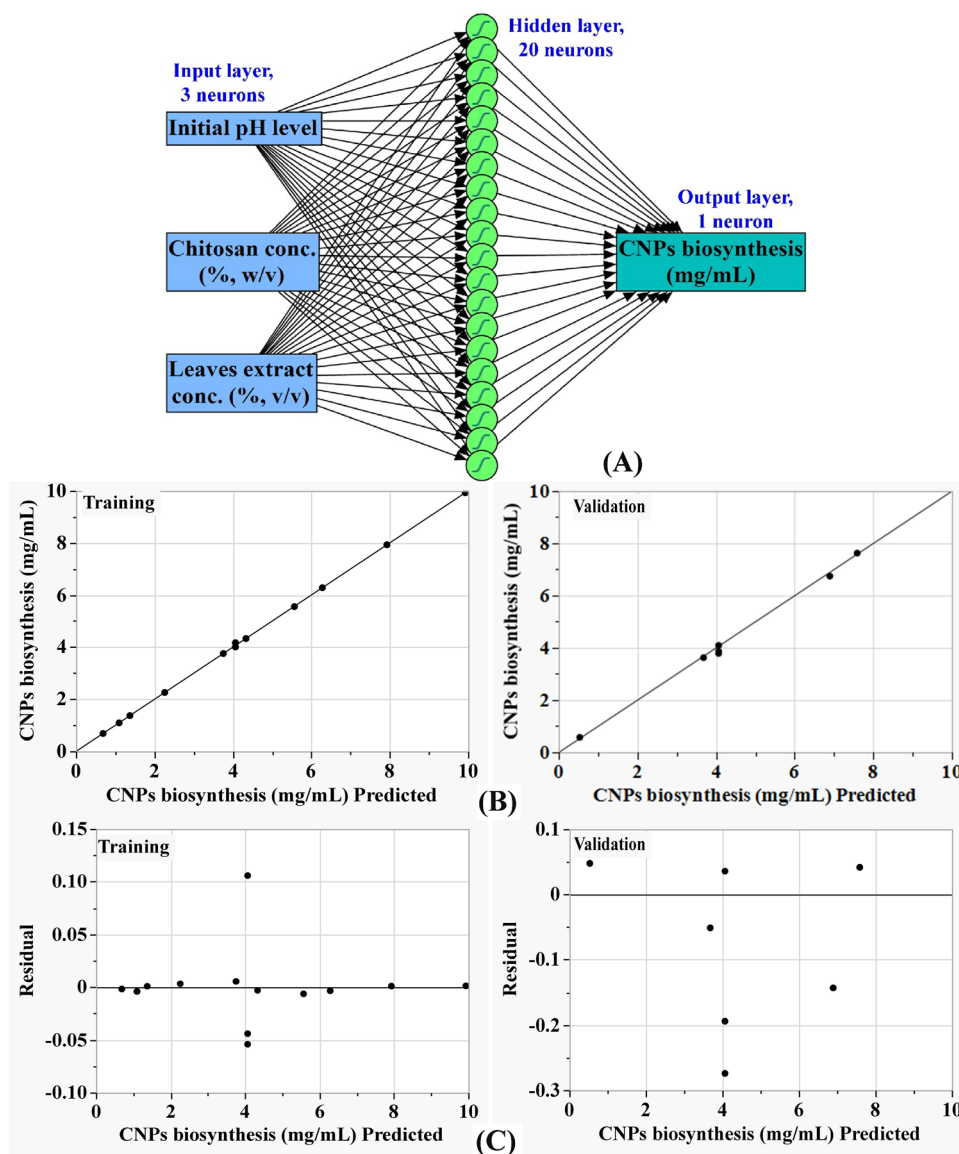 Hidden layer,
20 neurons
Input layer,
3 neurons
Initial pH level
Output layer,
1 neuron
Chitosan conc.
(%, w/v)
CNPs biosynthesis
(mg/mL)
Leaves extract
conc. (%, v/v)
(A)
Training
CNPs biosynthesis (mg/mL)
10
8
6
4
2
0
0 2 4 6 8 10
CNPs biosynthesis (mg/mL) Predicted
Validation
CNPs biosynthesis (mg/mL)
10
8
6
4
2
0
0 2 4 6 8 10
CNPs biosynthesis (mg/mL) Predicted
(B)
Training
Residual
0.15
0.10
0.05
0
-0.05
-0.10
0 2 4 6 8 10
CNPs biosynthesis (mg/mL) Predicted
Validation
Residual
0.1
0
-0.1
-0.2
-0.3
0 2 4 6 8 10
CNPs biosynthesis (mg/mL) Predicted
(C)